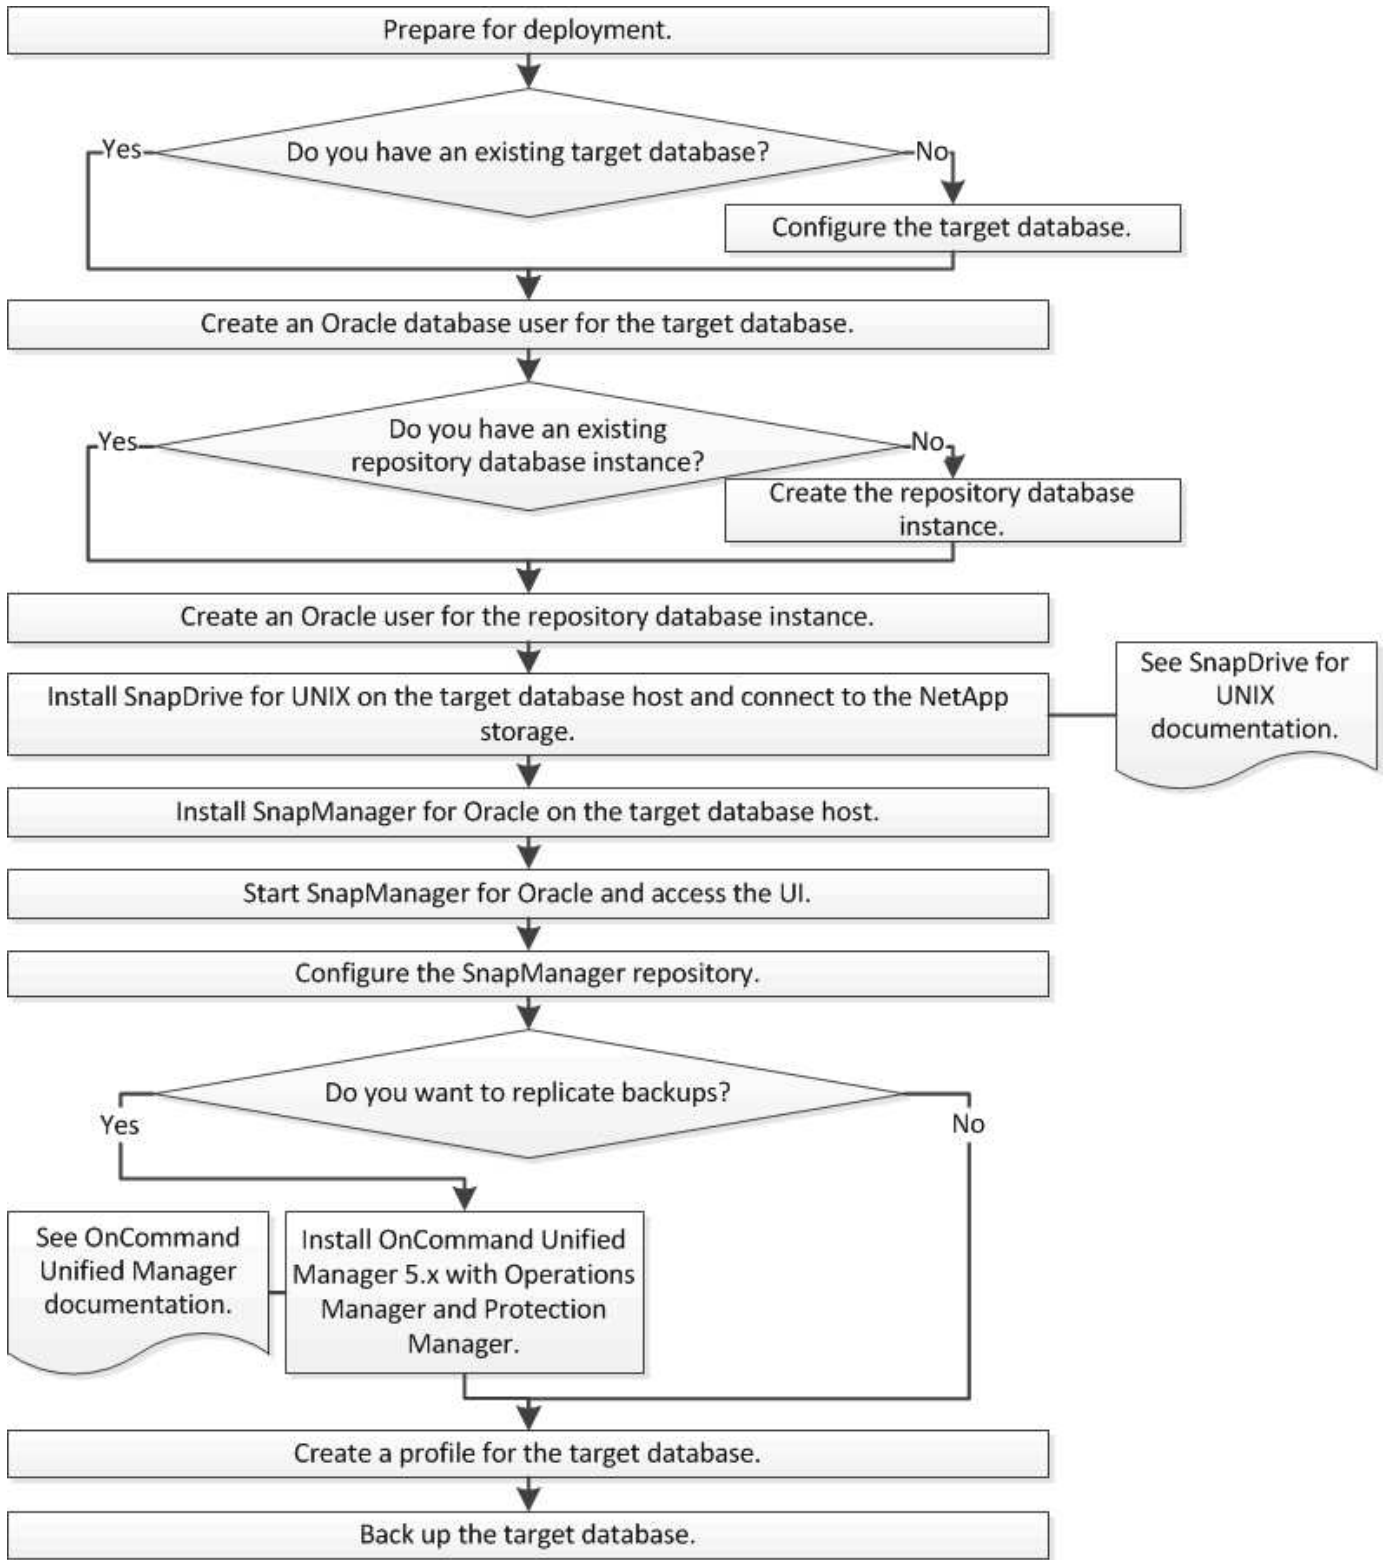 Prepare for deployment.
Do you have an existing target database?
Yes
No
Configure the target database.
Create an Oracle database user for the target database.
Do you have an existing
repository database instance?
Yes
No
Create the repository database
instance.
Create an Oracle user for the repository database instance.
Install SnapDrive for UNIX on the target database host and connect to the NetApp
storage.
See SnapDrive for
UNIX
documentation.
Install SnapManager for Oracle on the target database host.
Start SnapManager for Oracle and access the UI.
Configure the SnapManager repository.
Do you want to replicate backups?
Yes
No
See OnCommand
Unified Manager
documentation.
Install OnCommand Unified
Manager 5.x with Operations
Manager and Protection
Manager.
Create a profile for the target database.
Back up the target database.